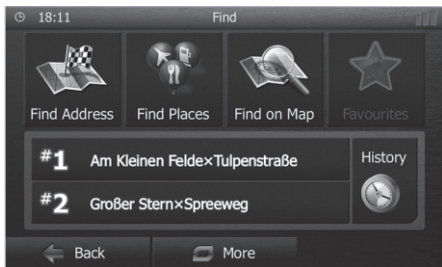 18:11 Find
Find Address Find Places Find on Map Favourites
#1 Am Kleinen Felde×Tulpenstraße History
#2 Großer Stern×Spreeweg
Back More